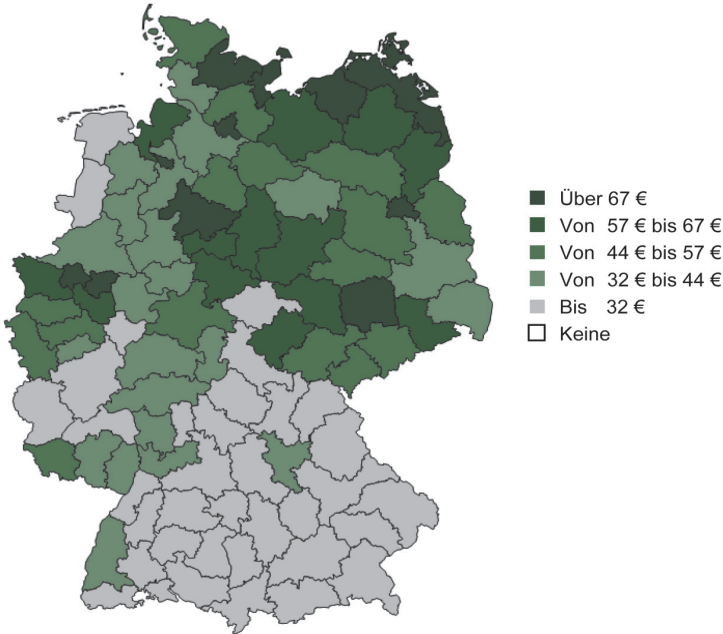 Über 67 €
Von 57 € bis 67 €
Von 44 € bis 57 €
Von 32 € bis 44 €
Bis 32 €
Keine